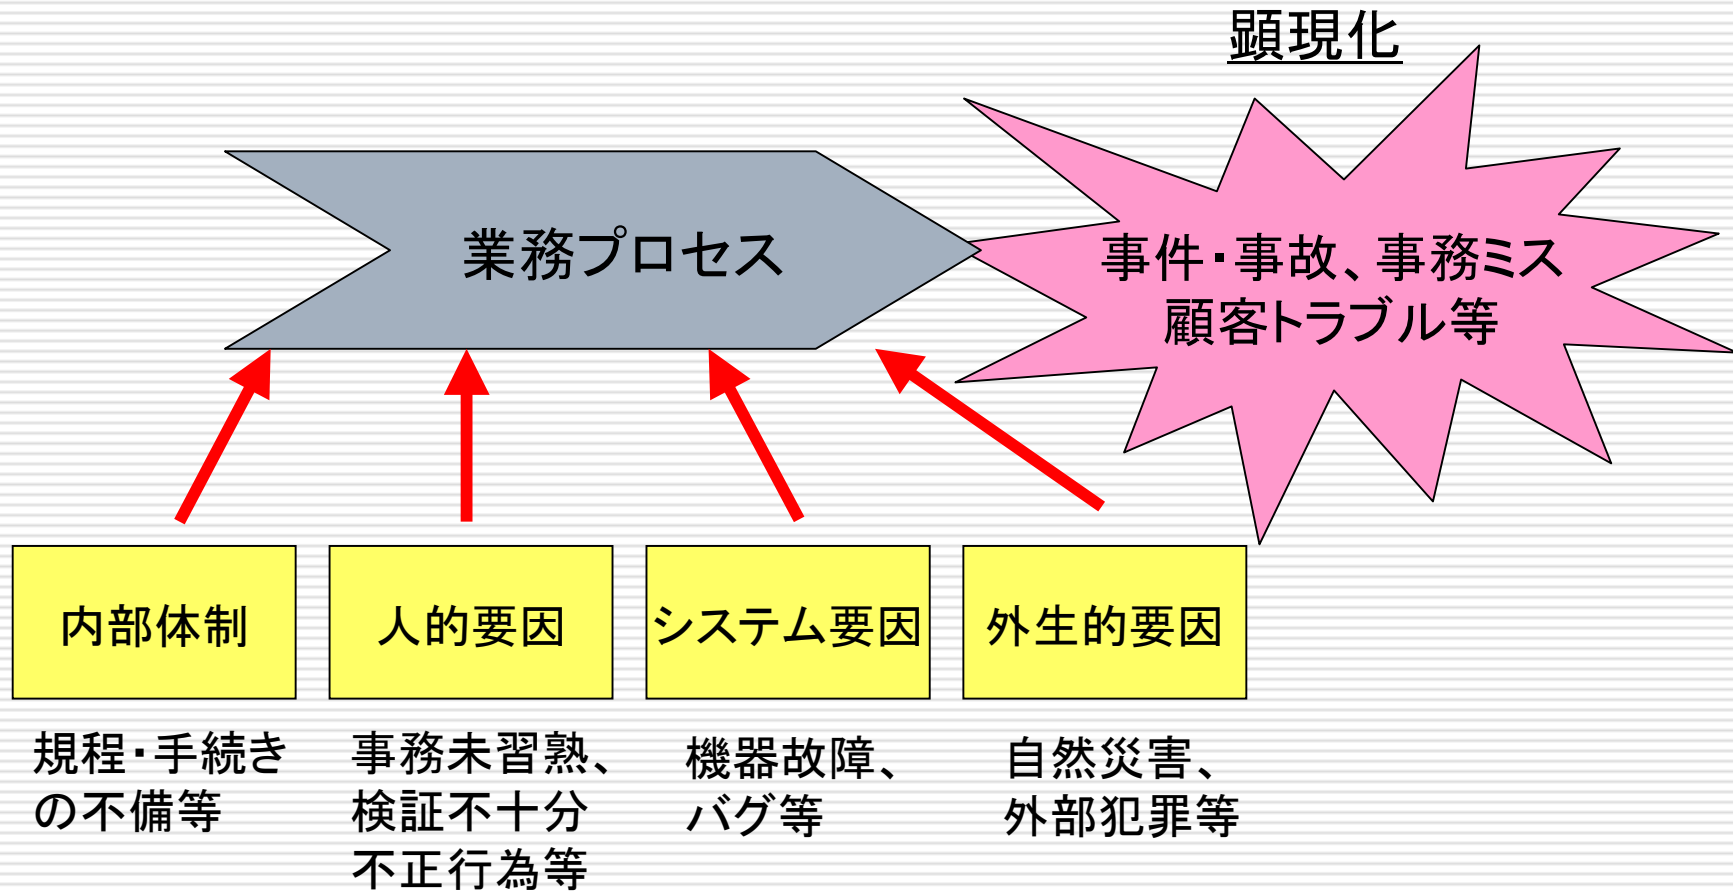 顕現化
業務プロセス
事件・事故、事務ミス
顧客トラブル等
内部体制
人的要因
システム要因
外生的要因
規程・手続き
の不備等
事務未習熟、
検証不十分
不正行為等
機器故障、
バグ等
自然災害、
外部犯罪等